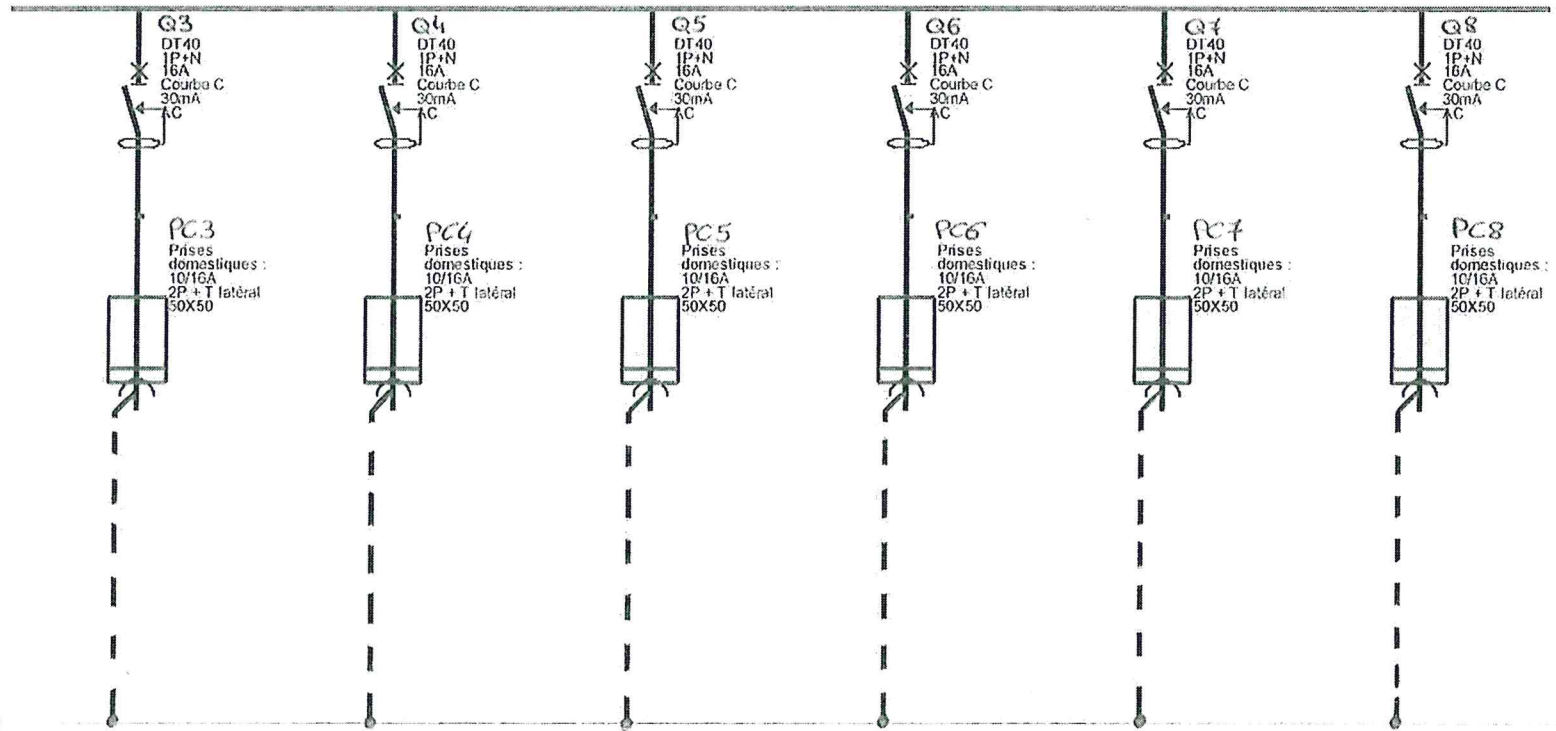 Q3
DT40
1P+N
16A
Courbe C
30mA
AC
Q4
DT40
1P+N
16A
Courbe C
30mA
AC
Q5
DT40
1P+N
16A
Courbe C
30mA
AC
Q6
DT40
1P+N
16A
Courbe C
30mA
AC
Q7
DT40
1P+N
16A
Courbe C
30mA
AC
Q8
DT40
1P+N
16A
Courbe C
30mA
AC
PC3
Prises
domestiques :
10/16A
2P + T latéral
50X50
PC4
Prises
domestiques :
10/16A
2P + T latéral
50X50
PC5
Prises
domestiques :
10/16A
2P + T latéral
50X50
PC6
Prises
domestiques :
10/16A
2P + T latéral
50X50
PC7
Prises
domestiques :
10/16A
2P + T latéral
50X50
PC8
Prises
domestiques :
10/16A
2P + T latéral
50X50